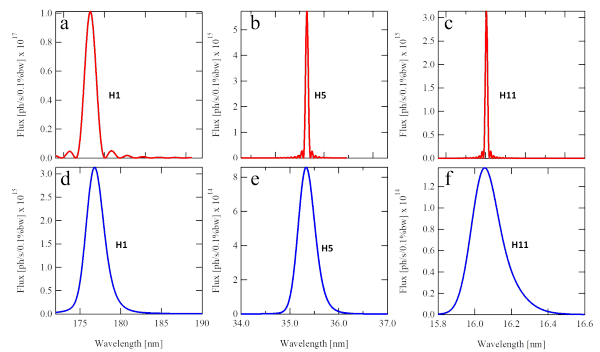 a
b
c
Flux [ph/s/0.1%bw] x 10^17
Flux [ph/s/0.1%bw] x 10^15
Flux [ph/s/0.1%bw] x 10^15
1.0
0.8
0.6
0.4
0.2
0.0
5
4
3
2
1
0
3.0
2.5
2.0
1.5
1.0
0.5
0.0
H1
H5
H11
d
e
f
Flux [ph/s/0.1%bw] x 10^15
Flux [ph/s/0.1%bw] x 10^14
Flux [ph/s/0.1%bw] x 10^14
3.0
2.5
2.0
1.5
1.0
0.5
0.0
8
6
4
2
0
1.2
1.0
0.8
0.6
0.4
0.2
0.0
H1
H5
H11
175 180 185 190
34.0 35.0 36.0 37.0
15.8 16.0 16.2 16.4 16.6
Wavelength [nm]
Wavelength [nm]
Wavelength [nm]